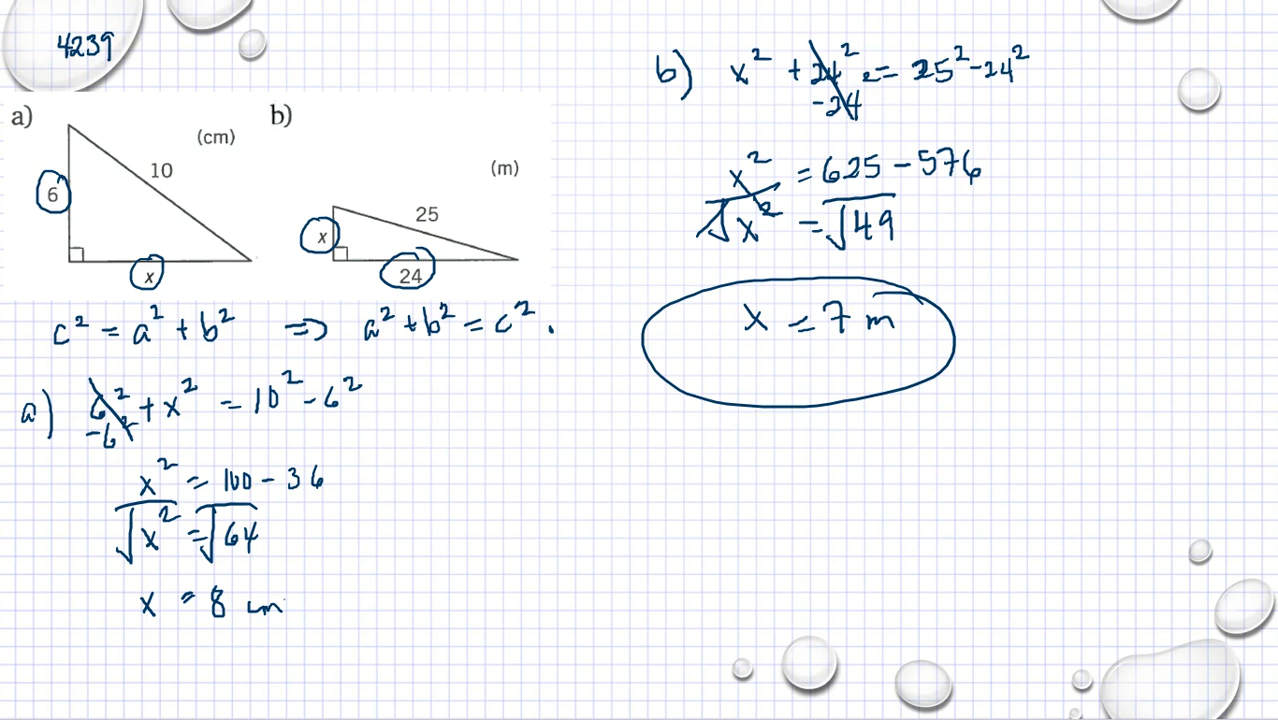 4239
a)
(cm)
10
6
x
b)
(m)
25
x
24
c² = a² + b² ⇒ a² + b² = c².
a) 6² + x² = 10² - 6²
-6²
x² = 100 - 36
√x² = √64
x = 8 cm
b) x² + 24² = 25² - 24²
-24²
x² = 625 - 576
√x² = √49
x = 7 m